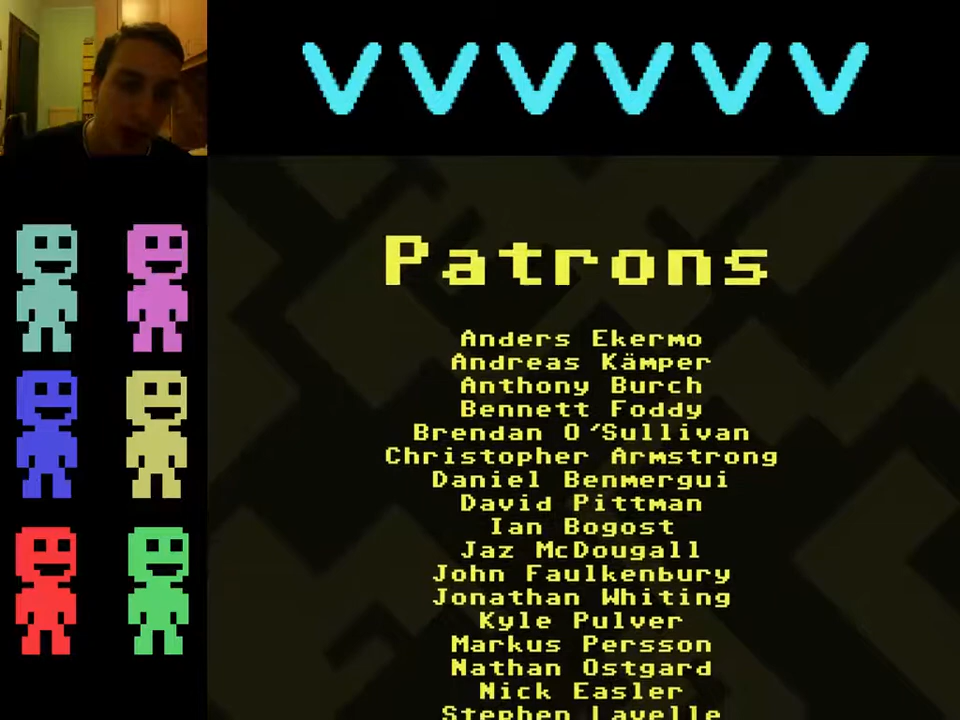 VVVVVV
Patrons
Anders Ekermo
Andreas Kämper
Anthony Burch
Bennett Foddy
Brendan O'Sullivan
Christopher Armstrong
Daniel Benmergui
David Pittman
Ian Bogost
Jaz McDougall
John Faulkenbury
Jonathan Whiting
Kyle Pulver
Markus Persson
Nathan Ostgard
Nick Easler
Stephen Lavelle